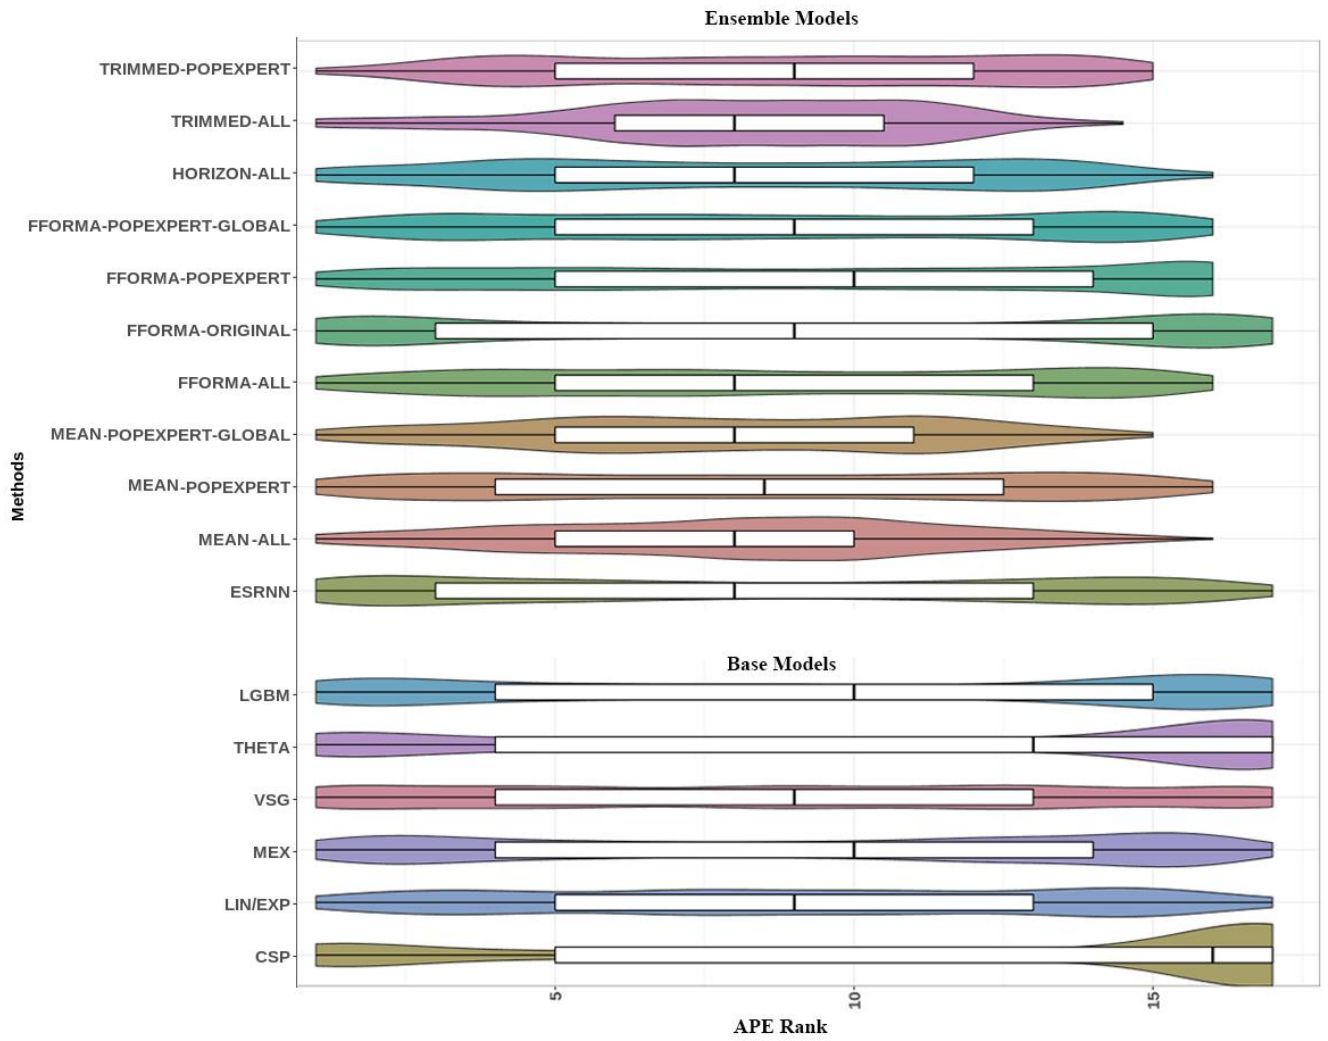 Ensemble Models
TRIMMED-POPEXPERT
TRIMMED-ALL
HORIZON-ALL
FFORMA-POPEXPERT-GLOBAL
FFORMA-POPEXPERT
FFORMA-ORIGINAL
FFORMA-ALL
MEAN-POPEXPERT-GLOBAL
MEAN-POPEXPERT
MEAN-ALL
ESRNN
Methods
Base Models
LGBM
THETA
VSG
MEX
LIN/EXP
CSP
5 10 15
APE Rank